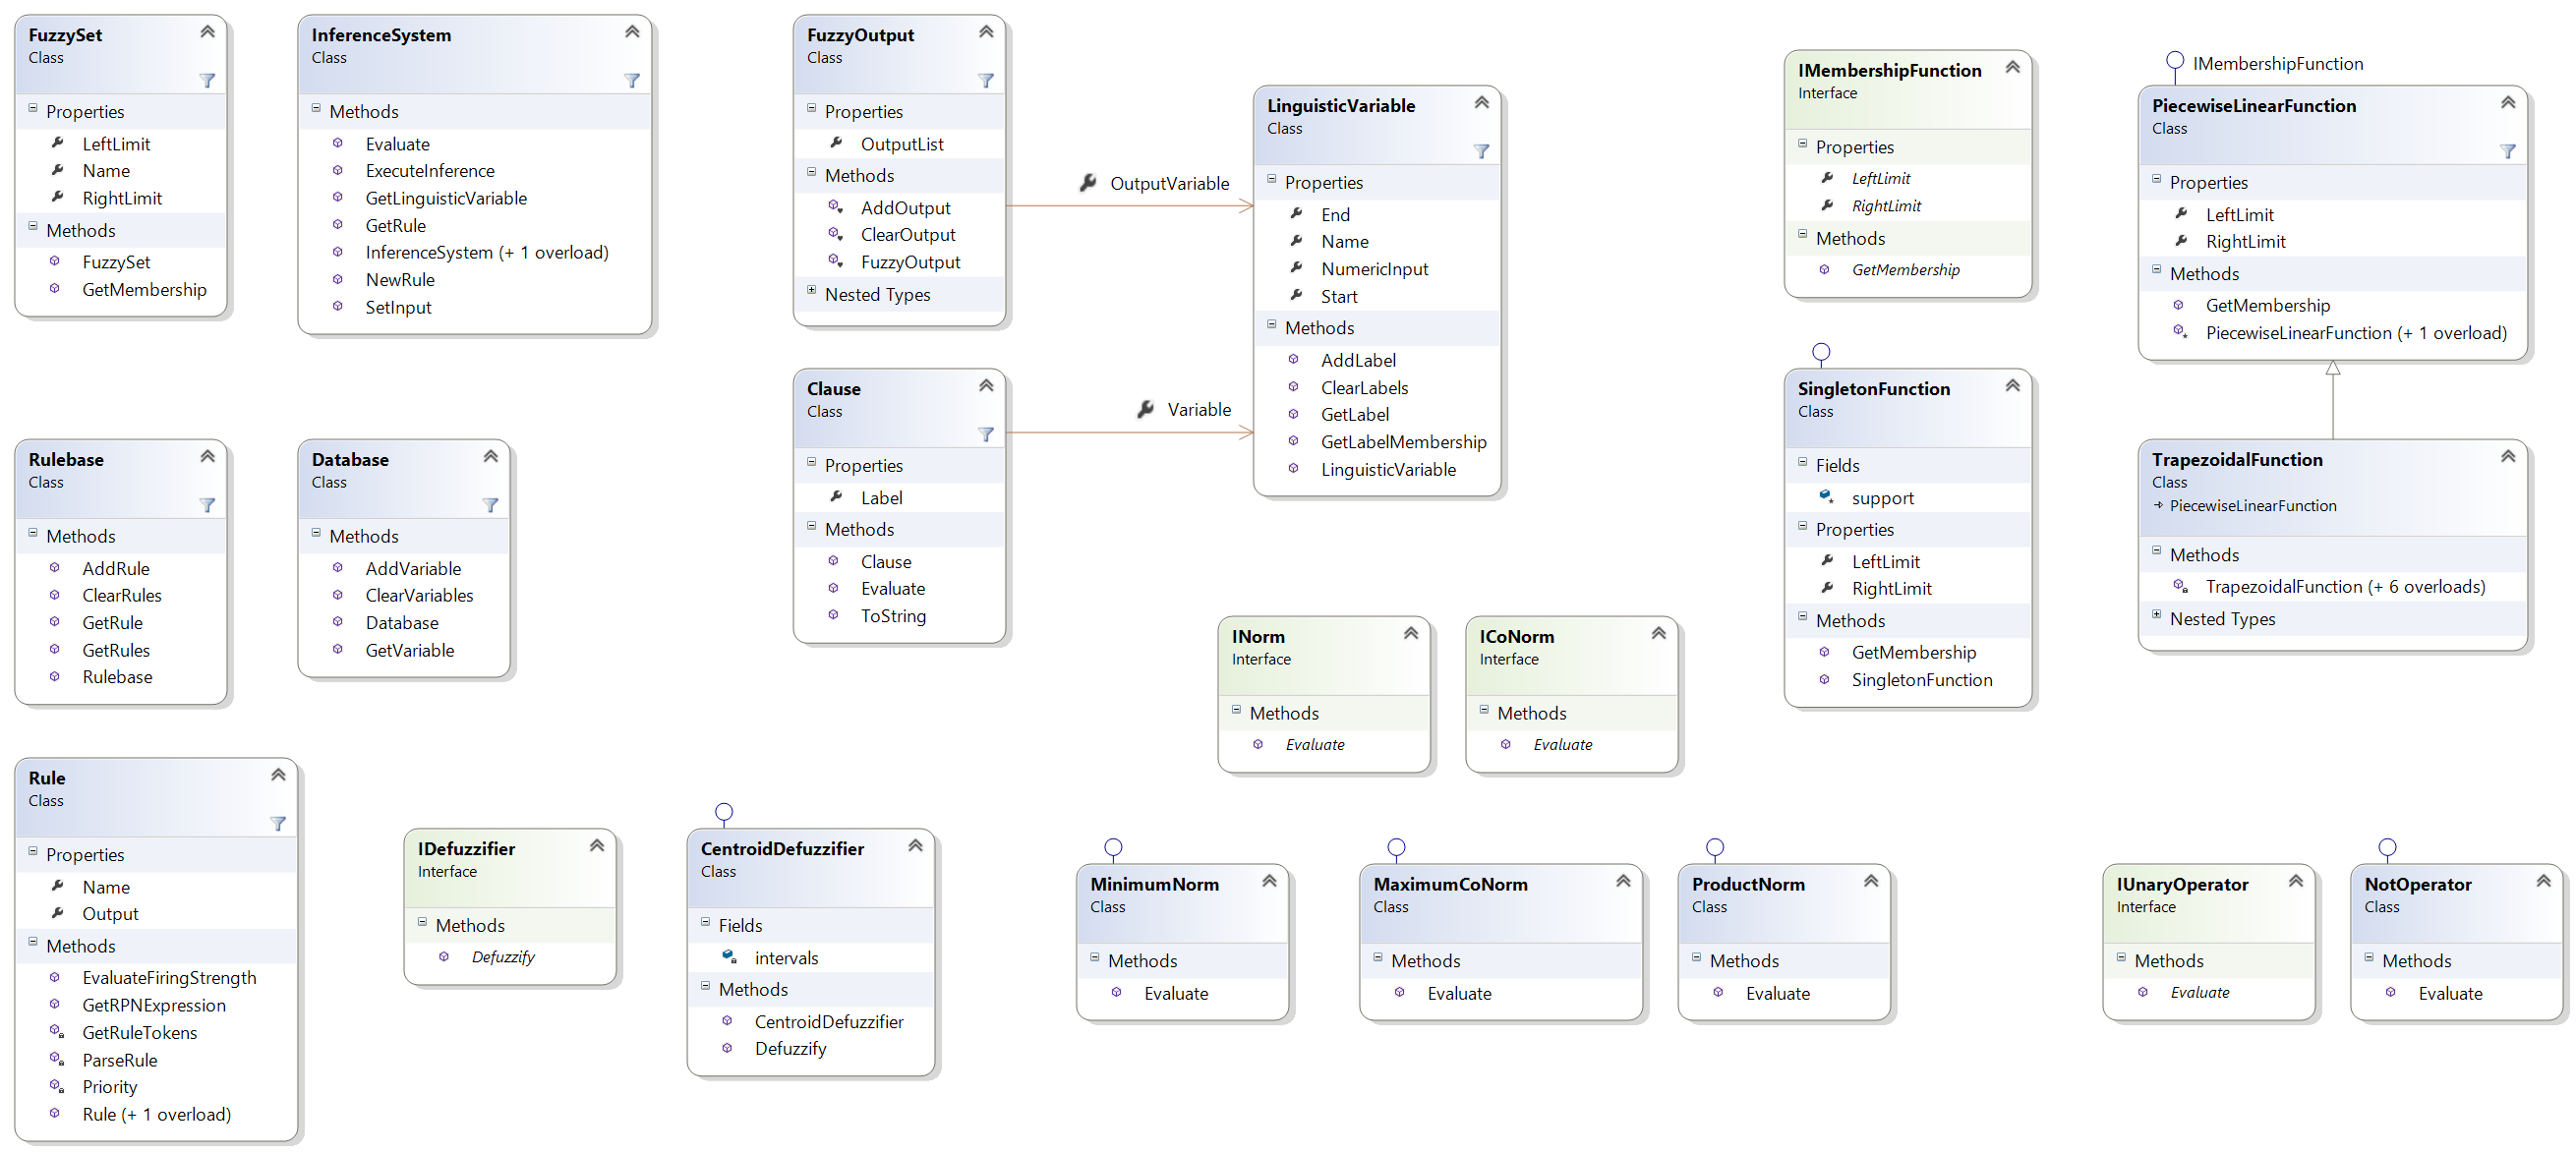 FuzzySet
Class
Properties
LeftLimit
Name
RightLimit
Methods
FuzzySet
GetMembership
InferenceSystem
Class
Methods
Evaluate
ExecuteInference
GetLinguisticVariable
GetRule
InferenceSystem (+ 1 overload)
NewRule
SetInput
FuzzyOutput
Class
Properties
OutputList
Methods
AddOutput
ClearOutput
FuzzyOutput
Nested Types
OutputVariable
LinguisticVariable
Class
Properties
End
Name
NumericInput
Start
Methods
AddLabel
ClearLabels
GetLabel
GetLabelMembership
LinguisticVariable
IMembershipFunction
Interface
Properties
LeftLimit
RightLimit
Methods
GetMembership
IMembershipFunction
PiecewiseLinearFunction
Class
Properties
LeftLimit
RightLimit
Methods
GetMembership
PiecewiseLinearFunction (+ 1 overload)
Rulebase
Class
Methods
AddRule
ClearRules
GetRule
GetRules
Rulebase
Database
Class
Methods
AddVariable
ClearVariables
Database
GetVariable
Clause
Class
Properties
Label
Methods
Clause
Evaluate
ToString
Variable
SingletonFunction
Class
Fields
support
Properties
LeftLimit
RightLimit
Methods
GetMembership
SingletonFunction
TrapezoidalFunction
Class
PiecewiseLinearFunction
Methods
TrapezoidalFunction (+ 6 overloads)
Nested Types
INorm
Interface
Methods
Evaluate
ICoNorm
Interface
Methods
Evaluate
Rule
Class
Properties
Name
Output
Methods
EvaluateFiringStrength
GetRPNExpression
GetRuleTokens
ParseRule
Priority
Rule (+ 1 overload)
IDefuzzifier
Interface
Methods
Defuzzify
CentroidDefuzzifier
Class
Fields
intervals
Methods
CentroidDefuzzifier
Defuzzify
MinimumNorm
Class
Methods
Evaluate
MaximumCoNorm
Class
Methods
Evaluate
ProductNorm
Class
Methods
Evaluate
IUnaryOperator
Interface
Methods
Evaluate
NotOperator
Class
Methods
Evaluate